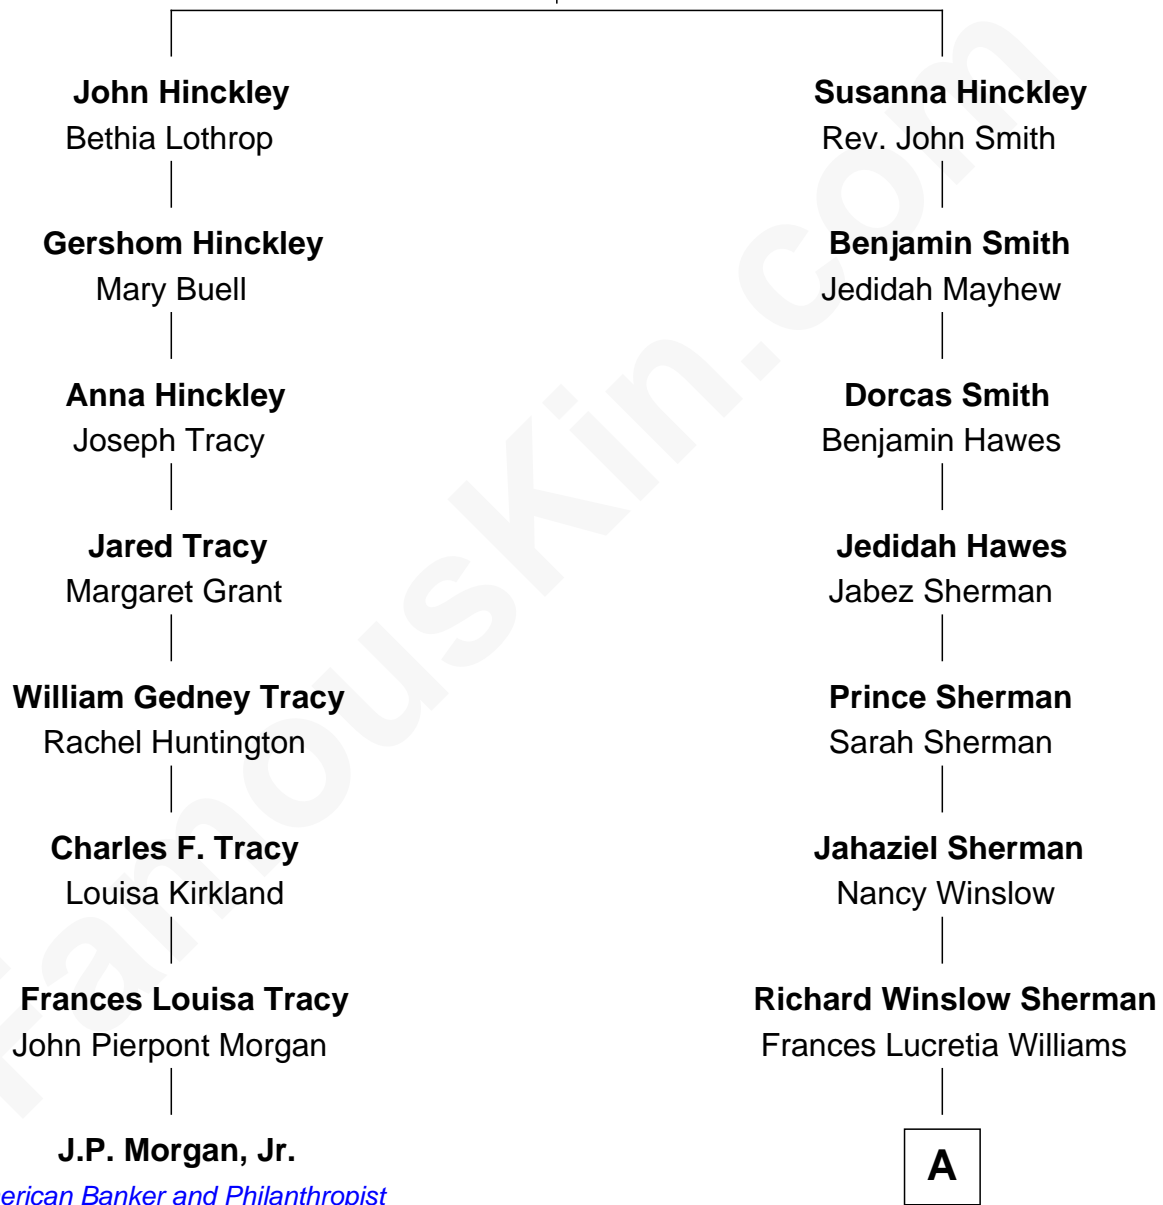 John Hinckley
Bethia Lothrop
Gershom Hinckley
Mary Buell
Anna Hinckley
Joseph Tracy
Jared Tracy
Margaret Grant
William Gedney Tracy
Rachel Huntington
Charles F. Tracy
Louisa Kirkland
Frances Louisa Tracy
John Pierpont Morgan
J.P. Morgan, Jr.
erican Banker and Philanthropist
Susanna Hinckley
Rev. John Smith
Benjamin Smith
Jedidah Mayhew
Dorcas Smith
Benjamin Hawes
Jedidah Hawes
Jabez Sherman
Prince Sherman
Sarah Sherman
Jahaziel Sherman
Nancy Winslow
Richard Winslow Sherman
Frances Lucretia Williams
A
FamousKin.com